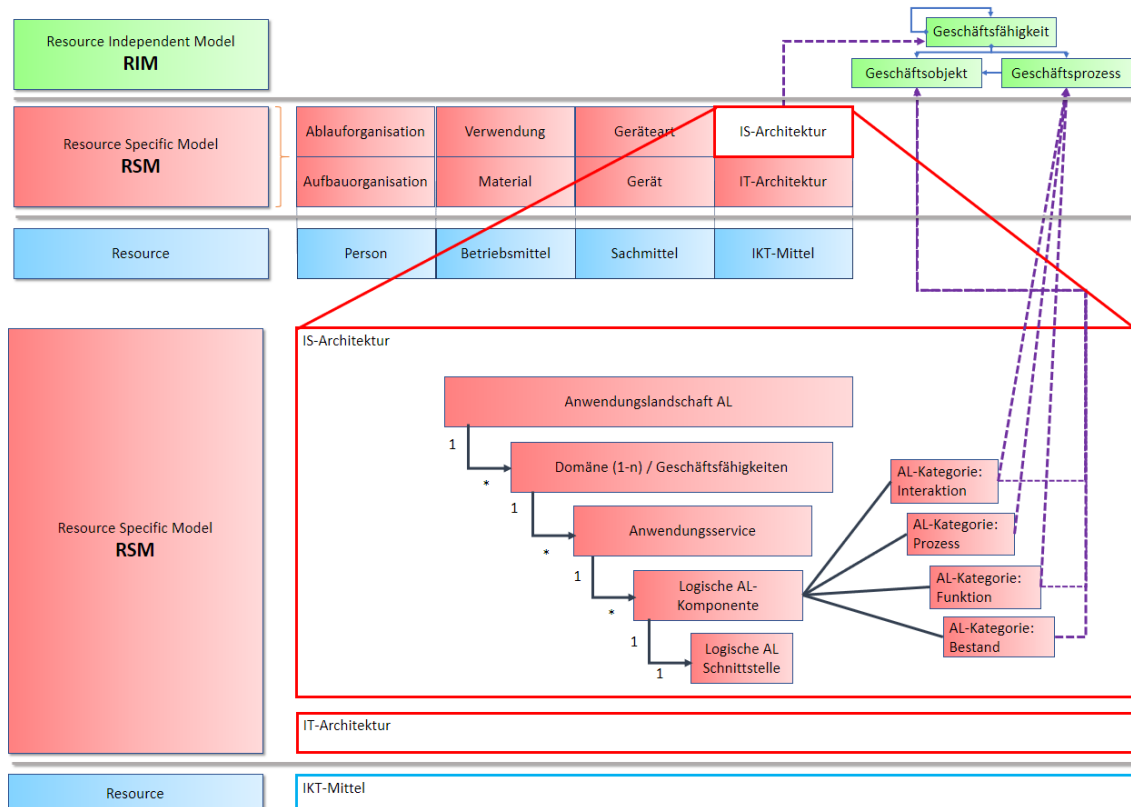 Resource Independent Model
RIM
Geschäftsfähigkeit
Geschäftsobjekt
Geschäftsprozess
Resource Specific Model
RSM
Ablauforganisation
Verwendung
Geräteart
IS-Architektur
Aufbauorganisation
Material
Gerät
IT-Architektur
Resource
Person
Betriebsmittel
Sachmittel
IKT-Mittel
Resource Specific Model
RSM
IS-Architektur
Anwendungslandschaft AL
1
*
Domäne (1-n) / Geschäftsfähigkeiten
1
*
Anwendungsservice
1
*
Logische AL-
Komponente
1
1
Logische AL
Schnittstelle
AL-Kategorie:
Interaktion
AL-Kategorie:
Prozess
AL-Kategorie:
Funktion
AL-Kategorie:
Bestand
IT-Architektur
Resource
IKT-Mittel